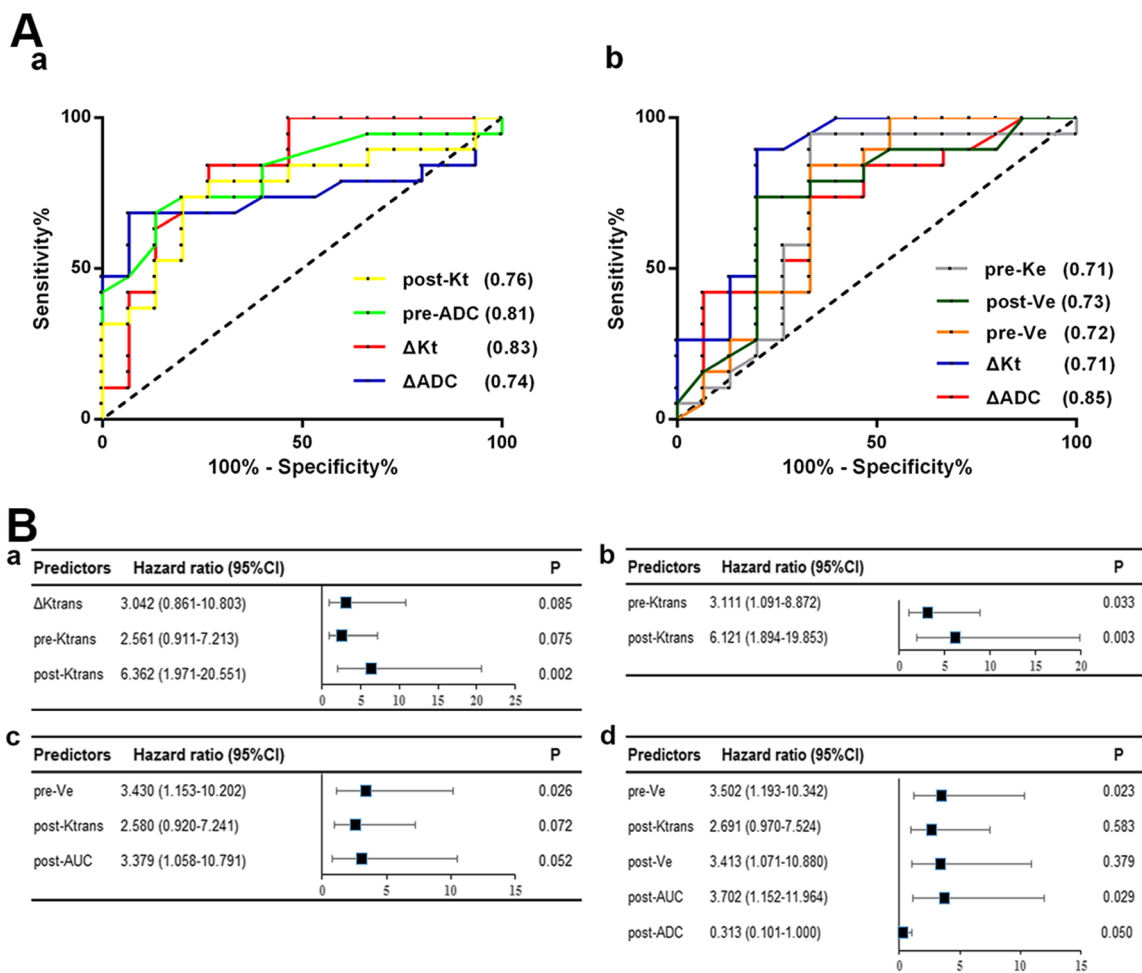 A
a
100
50
0
0
50
100
Sensitivity%
100% - Specificity%
post-Kt (0.76)
pre-ADC (0.81)
ΔKt (0.83)
ΔADC (0.74)
b
100
50
0
0
50
100
Sensitivity%
100% - Specificity%
pre-Ke (0.71)
post-Ve (0.73)
pre-Ve (0.72)
ΔKt (0.71)
ΔADC (0.85)
B
a
Predictors Hazard ratio (95%CI) P
ΔKtrans 3.042 (0.861-10.803) 0.085
pre-Ktrans 2.561 (0.911-7.213) 0.075
post-Ktrans 6.362 (1.971-20.551) 0.002
0 5 10 15 20 25
b
Predictors Hazard ratio (95%CI) P
pre-Ktrans 3.111 (1.091-8.872) 0.033
post-Ktrans 6.121 (1.894-19.853) 0.003
0 5 10 15 20
c
Predictors Hazard ratio (95%CI) P
pre-Ve 3.430 (1.153-10.202) 0.026
post-Ktrans 2.580 (0.920-7.241) 0.072
post-AUC 3.379 (1.058-10.791) 0.052
0 5 10 15
d
Predictors Hazard ratio (95%CI) P
pre-Ve 3.502 (1.193-10.342) 0.023
post-Ktrans 2.691 (0.970-7.524) 0.583
post-Ve 3.413 (1.071-10.880) 0.379
post-AUC 3.702 (1.152-11.964) 0.029
post-ADC 0.313 (0.101-1.000) 0.050
0 5 10 15